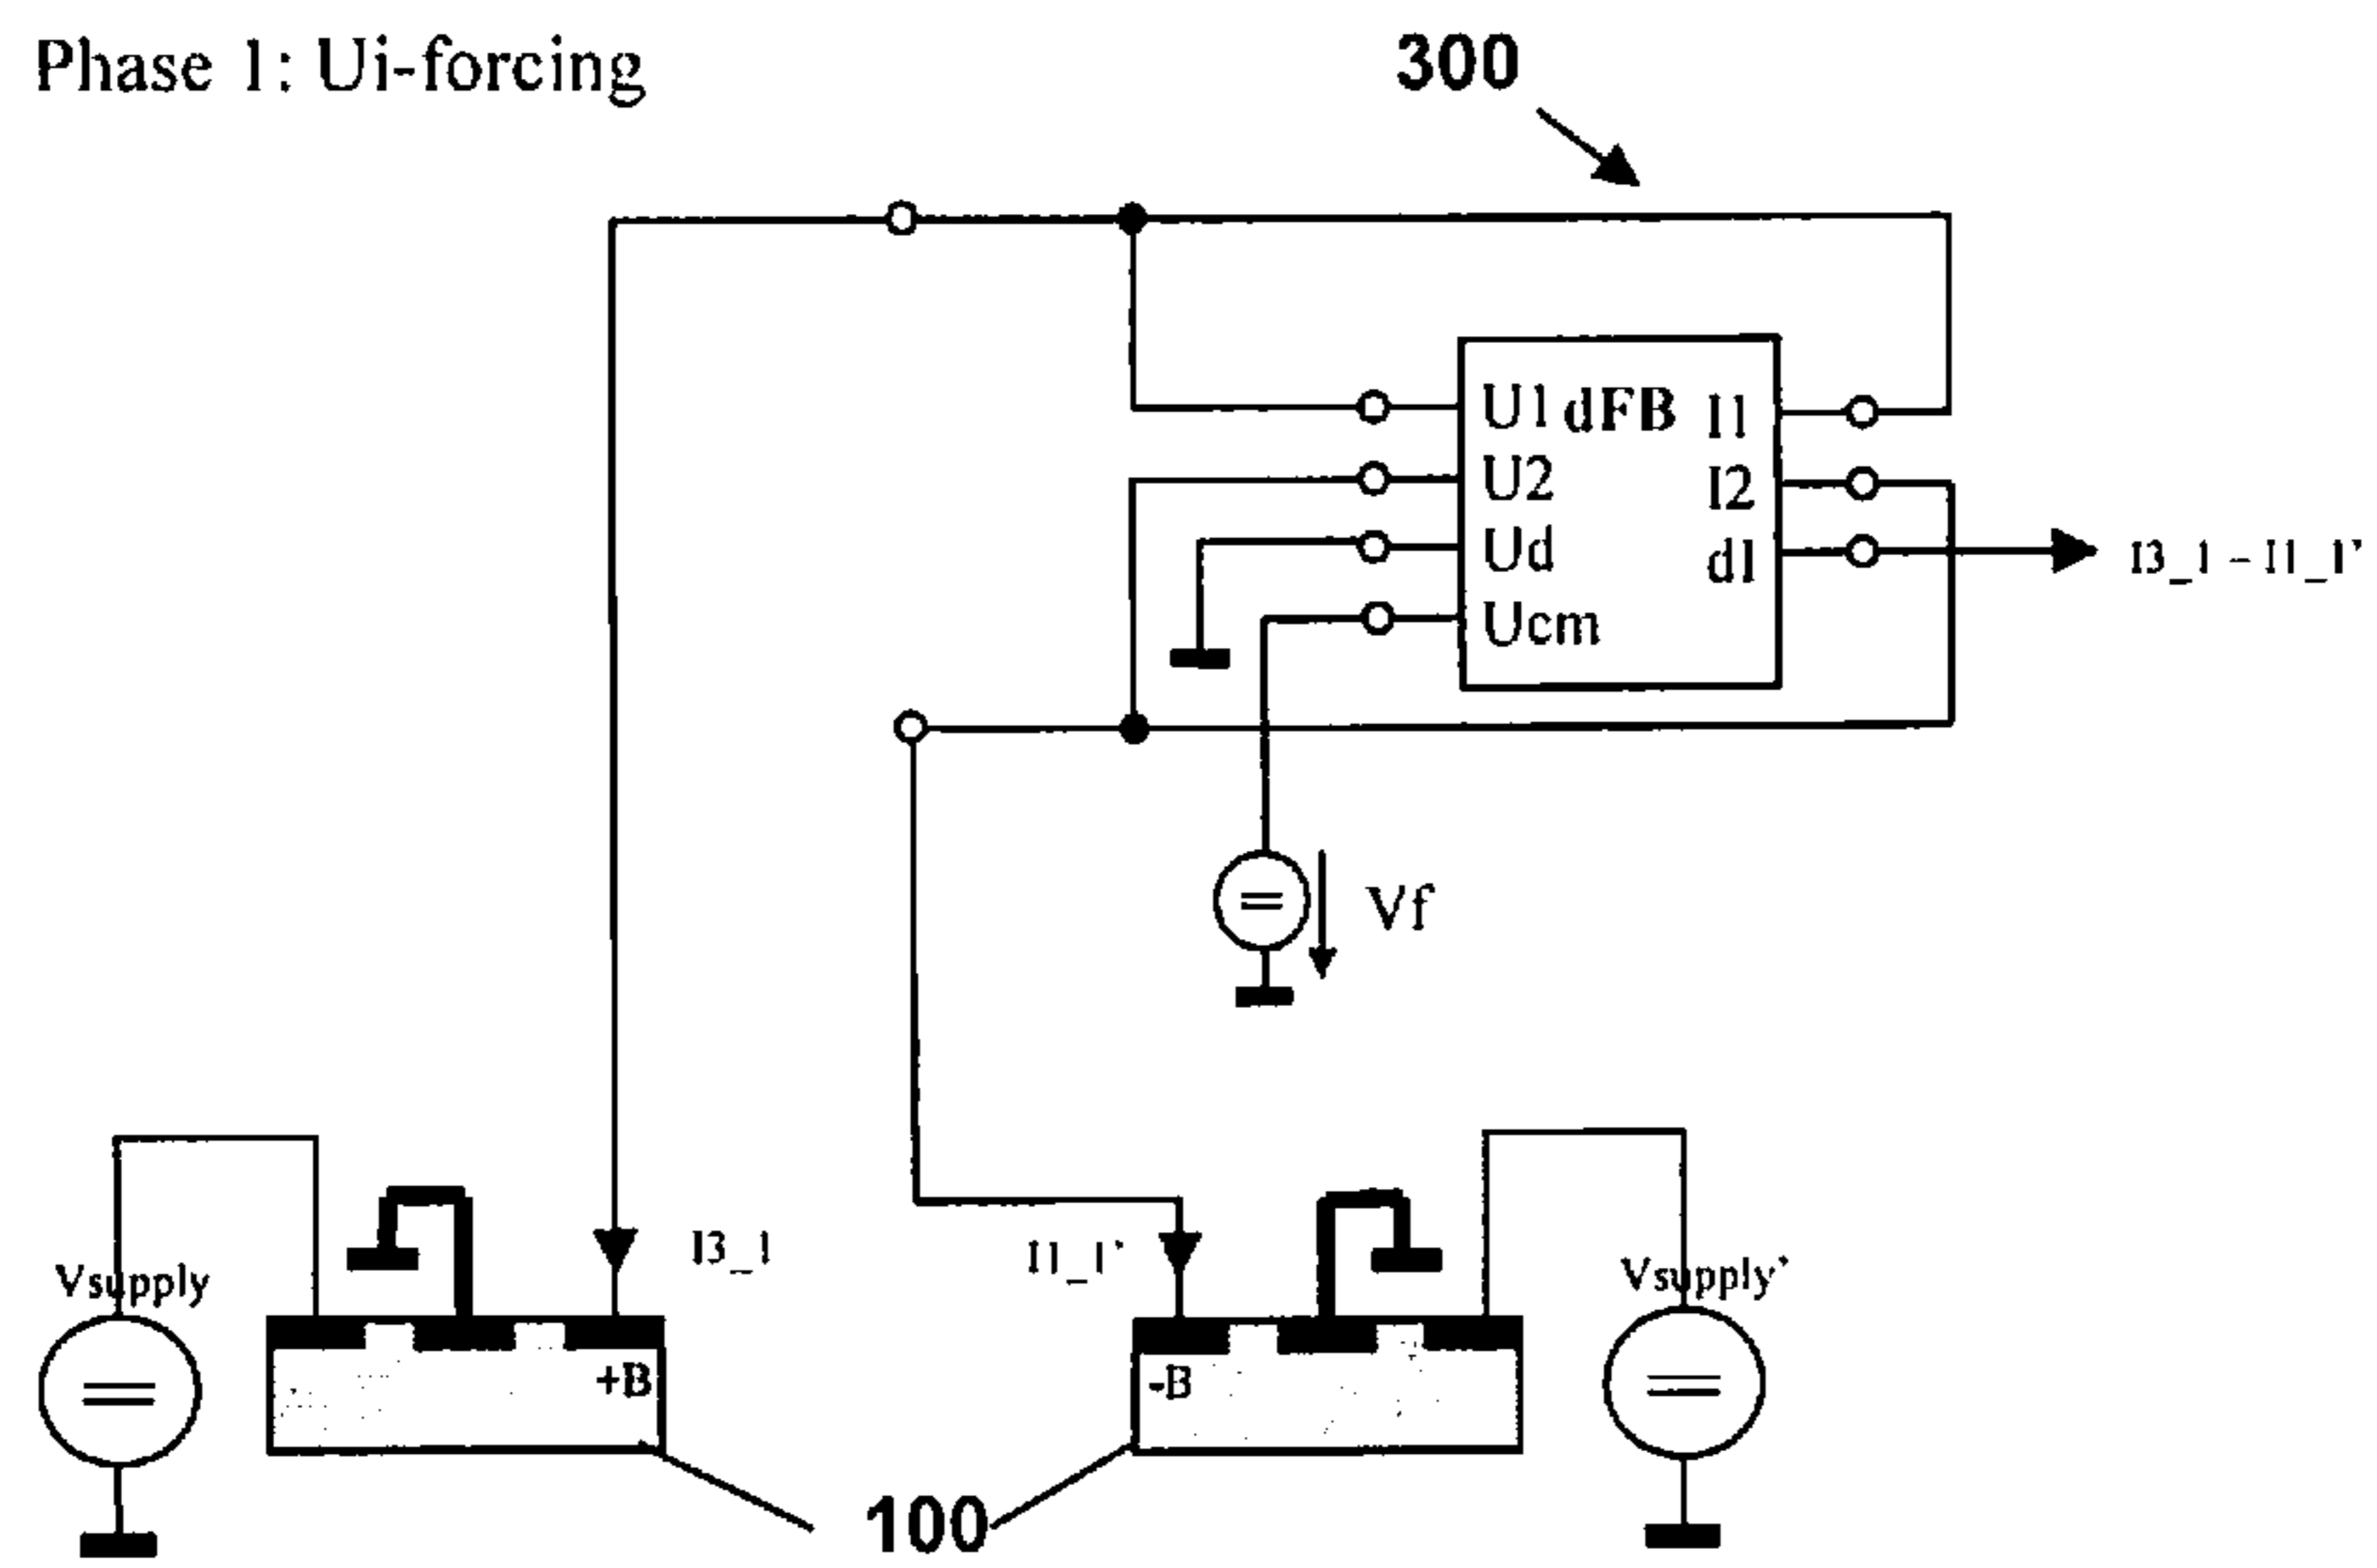 Phase 1: Ui-forcing
300
U1 dFB I1
U2 I2
Ud dI
Ucm
I3_1 - I1_1'
Vf
Vsupply
I3_1
I1_1'
Vsupply'
+B
-B
100